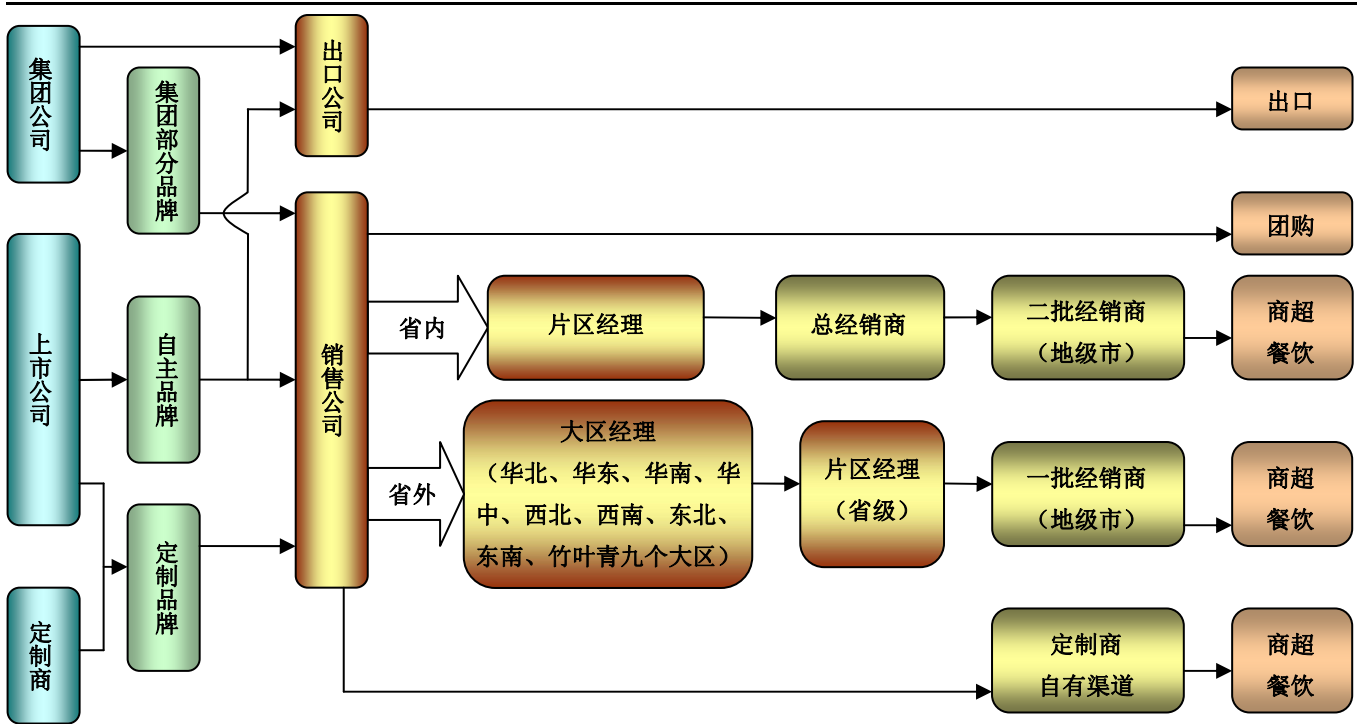 集团公司
集团部分品牌
出口公司
出口
上市公司
自主品牌
销售公司
团购
省内
片区经理
总经销商
二批经销商
（地级市）
商超
餐饮
省外
大区经理
（华北、华东、华南、华
中、西北、西南、东北、
东南、竹叶青九个大区）
片区经理
（省级）
一批经销商
（地级市）
商超
餐饮
定制商
定制品牌
定制商
自有渠道
商超
餐饮